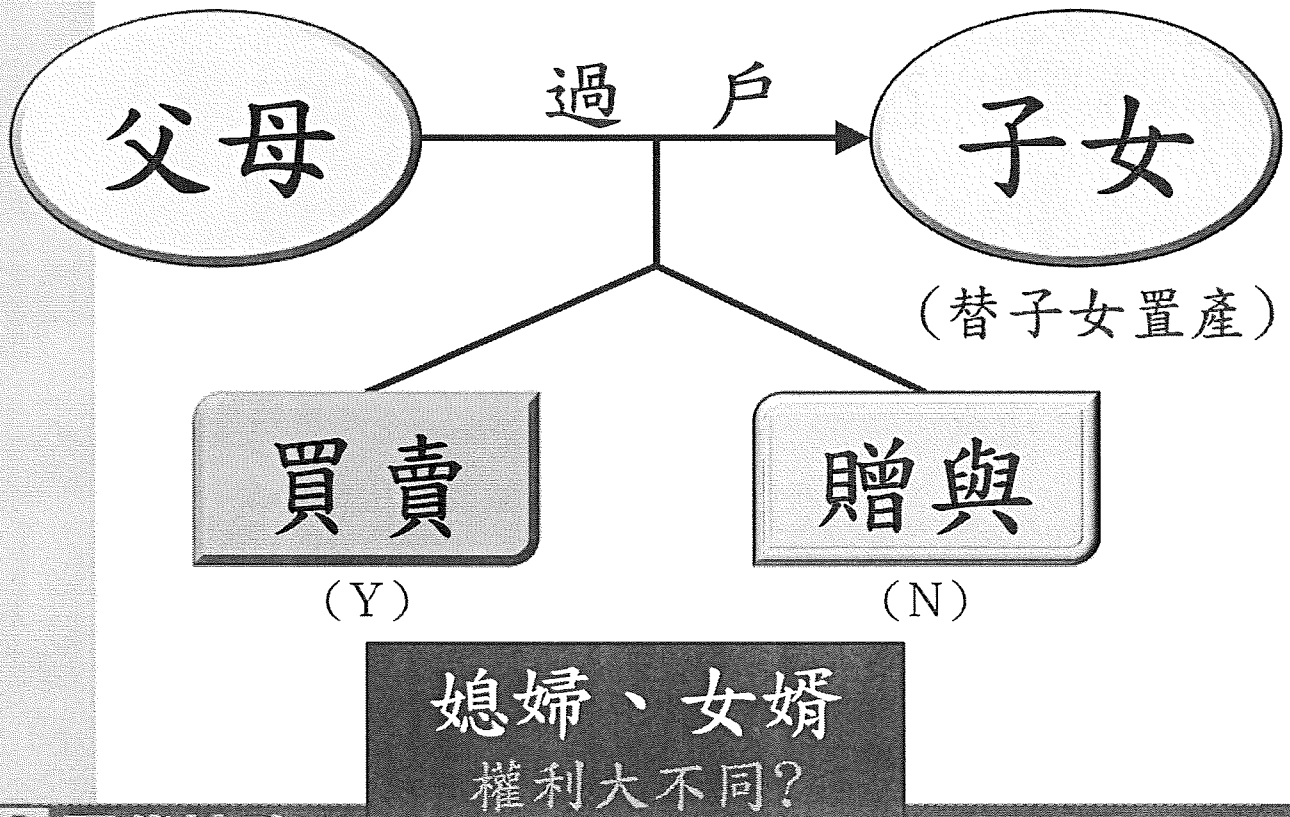 父母
過 戶
子女
(替子女置產)
買賣
贈與
(Y)
(N)
媳婦、女婿
權利大不同?